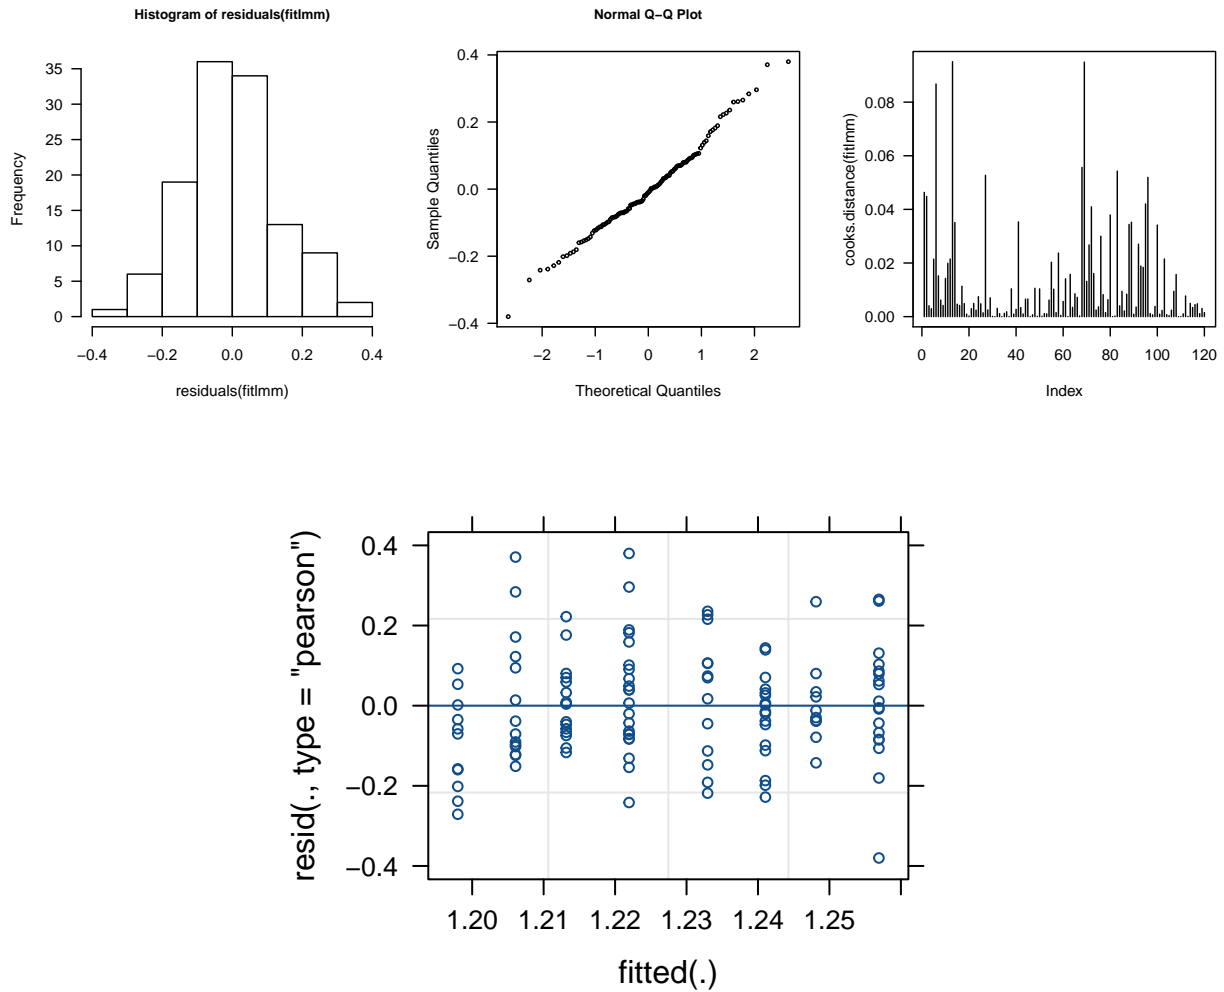 Histogram of residuals(fitlmm)
Frequency
35
30
25
20
15
10
5
0
−0.4 −0.2 0.0 0.2 0.4
residuals(fitlmm)
Normal Q−Q Plot
Sample Quantiles
0.4
0.2
0.0
−0.2
−0.4
−2 −1 0 1 2
Theoretical Quantiles
cooks.distance(fitlmm)
0.08
0.06
0.04
0.02
0.00
0 20 40 60 80 100 120
Index
resid(., type = "pearson")
0.4
0.2
0.0
−0.2
−0.4
1.20 1.21 1.22 1.23 1.24 1.25
fitted(.)